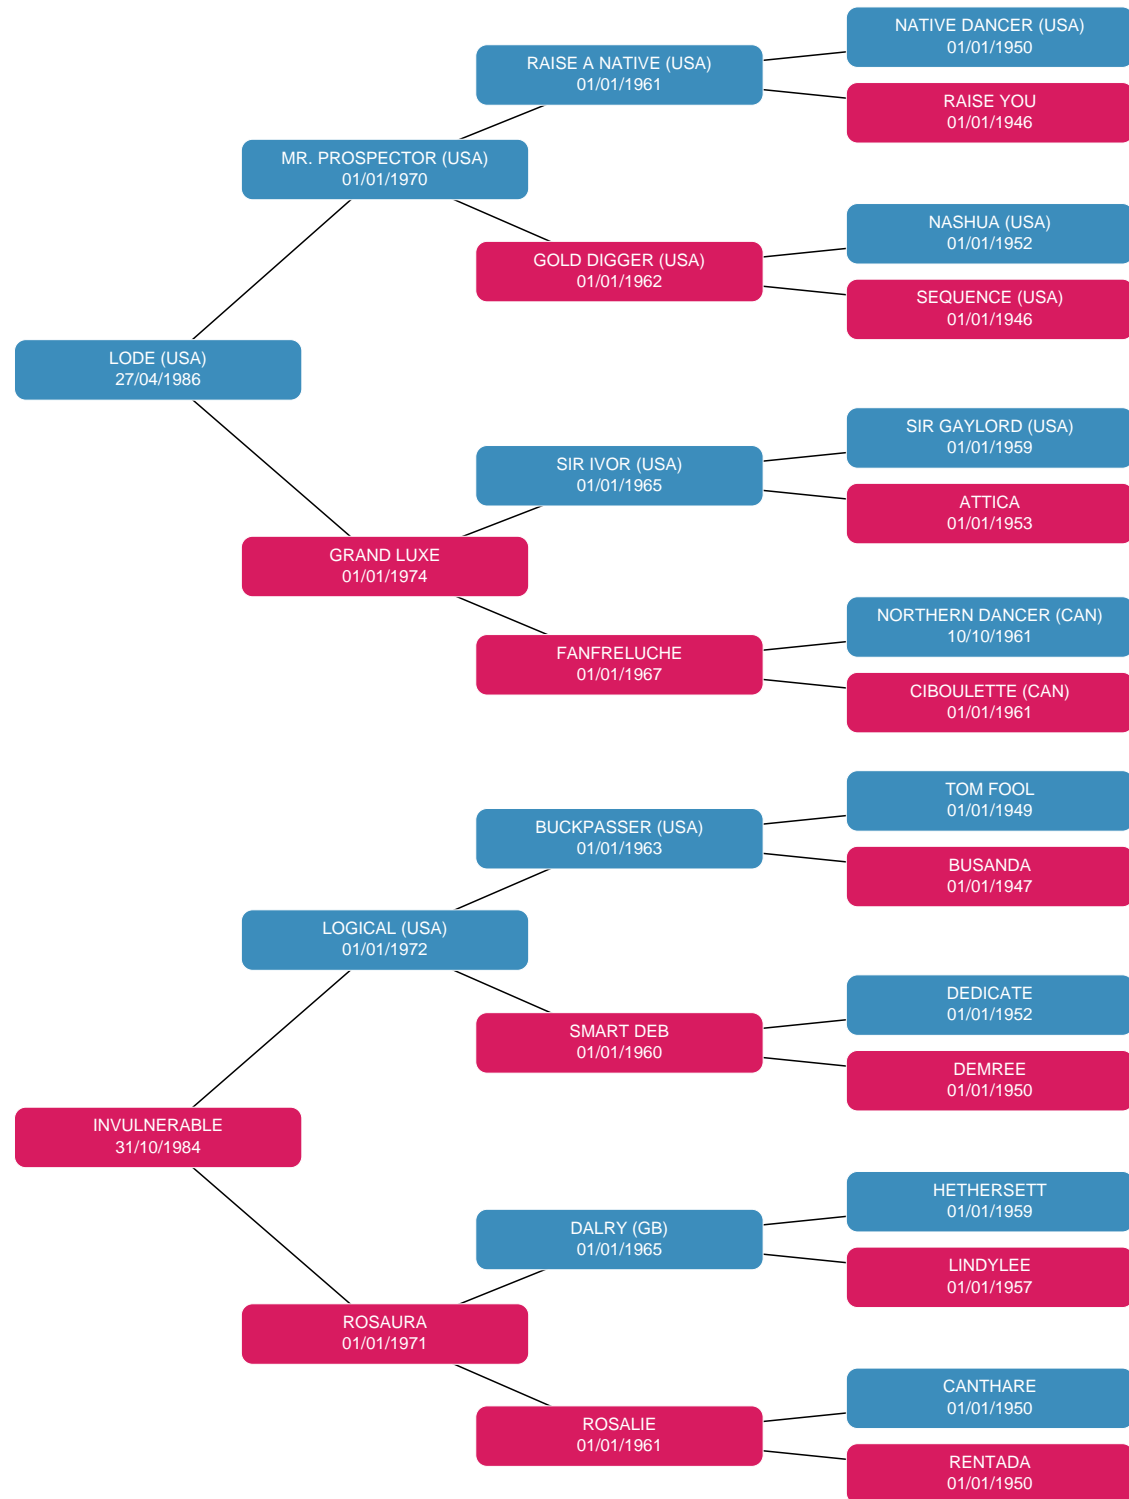 NATIVE DANCER (USA)
01/01/1950
RAISE A NATIVE (USA)
01/01/1961
RAISE YOU
01/01/1946
MR. PROSPECTOR (USA)
01/01/1970
NASHUA (USA)
01/01/1952
GOLD DIGGER (USA)
01/01/1962
SEQUENCE (USA)
01/01/1946
LODE (USA)
27/04/1986
SIR GAYLORD (USA)
01/01/1959
SIR IVOR (USA)
01/01/1965
ATTICA
01/01/1953
GRAND LUXE
01/01/1974
NORTHERN DANCER (CAN)
10/10/1961
FANFRELUCHE
01/01/1967
CIBOULETTE (CAN)
01/01/1961
TOM FOOL
01/01/1949
BUCKPASSER (USA)
01/01/1963
BUSANDA
01/01/1947
LOGICAL (USA)
01/01/1972
DEDICATE
01/01/1952
SMART DEB
01/01/1960
DEMREE
01/01/1950
INVULNERABLE
31/10/1984
HETHERSETT
01/01/1959
DALRY (GB)
01/01/1965
LINDYLEE
01/01/1957
ROSAURA
01/01/1971
CANTHARE
01/01/1950
ROSALIE
01/01/1961
RENTADA
01/01/1950